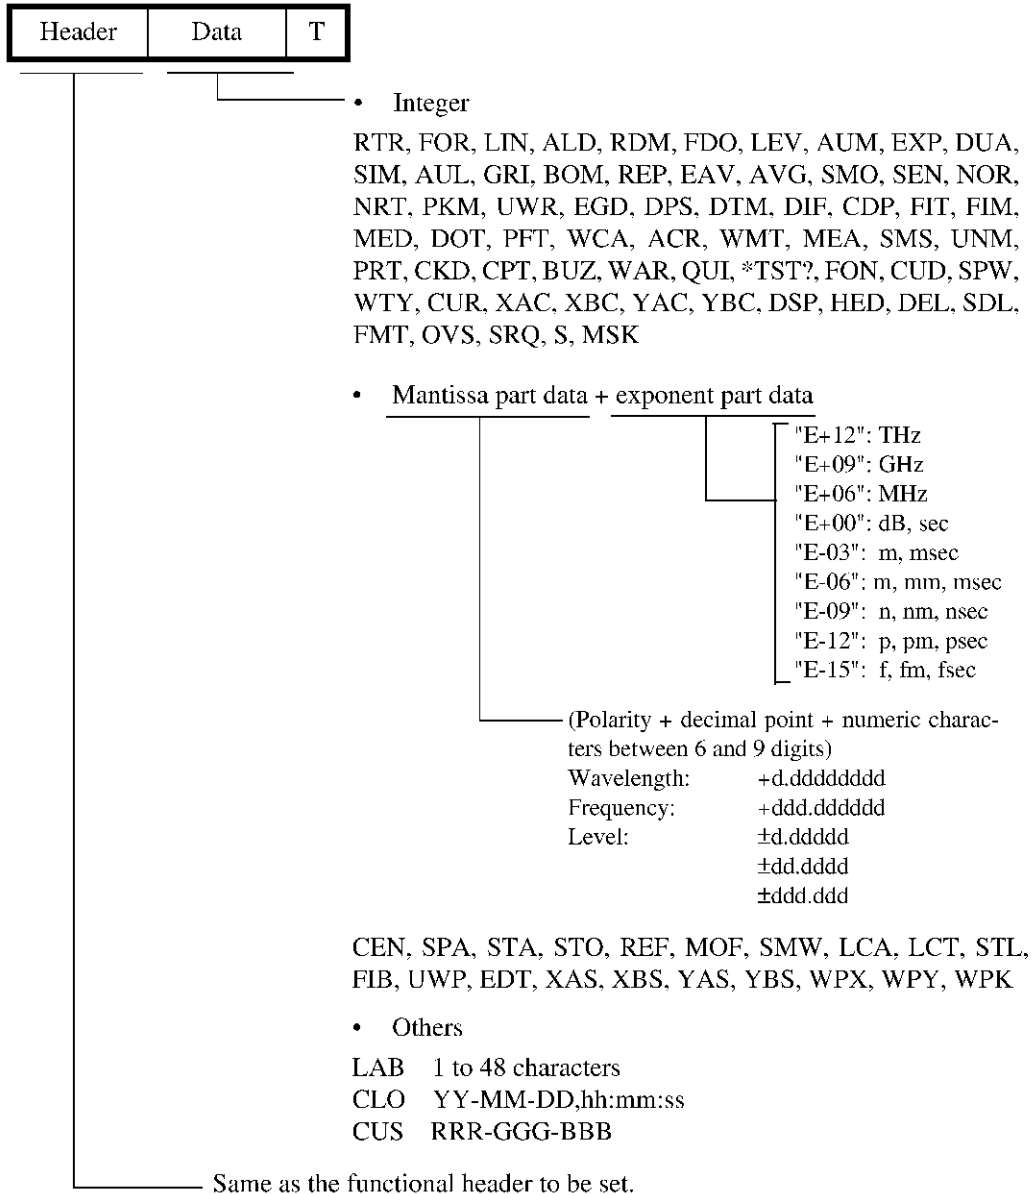 Header Data T
• Integer
RTR, FOR, LIN, ALD, RDM, FDO, LEV, AUM, EXP, DUA,
SIM, AUL, GRI, BOM, REP, EAV, AVG, SMO, SEN, NOR,
NRT, PKM, UWR, EGD, DPS, DTM, DIF, CDP, FIT, FIM,
MED, DOT, PFT, WCA, ACR, WMT, MEA, SMS, UNM,
PRT, CKD, CPT, BUZ, WAR, QUI, *TST?, FON, CUD, SPW,
WTY, CUR, XAC, XBC, YAC, YBC, DSP, HED, DEL, SDL,
FMT, OVS, SRQ, S, MSK
• Mantissa part data + exponent part data
"E+12": THz
"E+09": GHz
"E+06": MHz
"E+00": dB, sec
"E-03": m, msec
"E-06": m, mm, msec
"E-09": n, nm, nsec
"E-12": p, pm, psec
"E-15": f, fm, fsec
(Polarity + decimal point + numeric charac-
ters between 6 and 9 digits)
Wavelength: +d.dddddddd
Frequency: +ddd.dddddd
Level: ±d.ddddd
±dd.dddd
±ddd.ddd
CEN, SPA, STA, STO, REF, MOF, SMW, LCA, LCT, STL,
FIB, UWP, EDT, XAS, XBS, YAS, YBS, WPX, WPY, WPK
• Others
LAB 1 to 48 characters
CLO YY-MM-DD,hh:mm:ss
CUS RRR-GGG-BBB
Same as the functional header to be set.